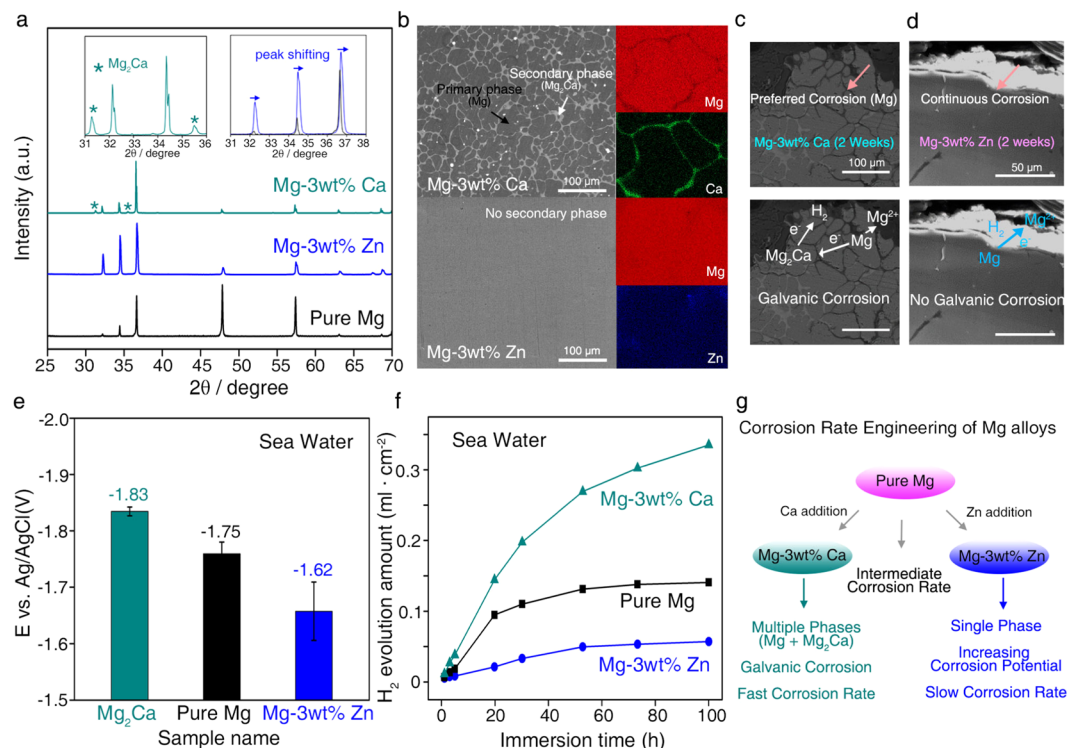 a
Mg₂Ca
*
*
*
31 32 33 34 35 36
2θ / degree
peak shifting
31 32 33 34 35 36 37 38
2θ / degree
Intensity (a.u.)
Mg-3wt% Ca
*
*
Mg-3wt% Zn
Pure Mg
25 30 35 40 45 50 55 60 65 70
2θ / degree
b
Primary phase
(Mg)
Secondary phase
(Mg₂Ca)
Mg-3wt% Ca
100 µm
Mg
Ca
No secondary phase
Mg-3wt% Zn
100 µm
Mg
Zn
c
Preferred Corrosion (Mg)
Mg-3wt% Ca (2 Weeks)
100 µm
H₂
e⁻
Mg²⁺
e⁻
Mg
Mg₂Ca
Galvanic Corrosion
d
Continuous Corrosion
Mg-3wt% Zn (2 weeks)
50 µm
H₂
Mg²⁺
e⁻
Mg
No Galvanic Corrosion
e
Sea Water
E vs. Ag/AgCl(V)
-2.0
-1.9
-1.8
-1.7
-1.6
-1.5
-1.83
-1.75
-1.62
Mg₂Ca
Pure Mg
Mg-3wt% Zn
Sample name
f
Sea Water
H₂ evolution amount (ml · cm⁻²)
0.3
0.2
0.1
0
Mg-3wt% Ca
Pure Mg
Mg-3wt% Zn
0 20 40 60 80 100
Immersion time (h)
g
Corrosion Rate Engineering of Mg alloys
Pure Mg
Ca addition
Zn addition
Mg-3wt% Ca
Intermediate
Corrosion Rate
Mg-3wt% Zn
Multiple Phases
(Mg + Mg₂Ca)
Galvanic Corrosion
Fast Corrosion Rate
Single Phase
Increasing
Corrosion Potential
Slow Corrosion Rate